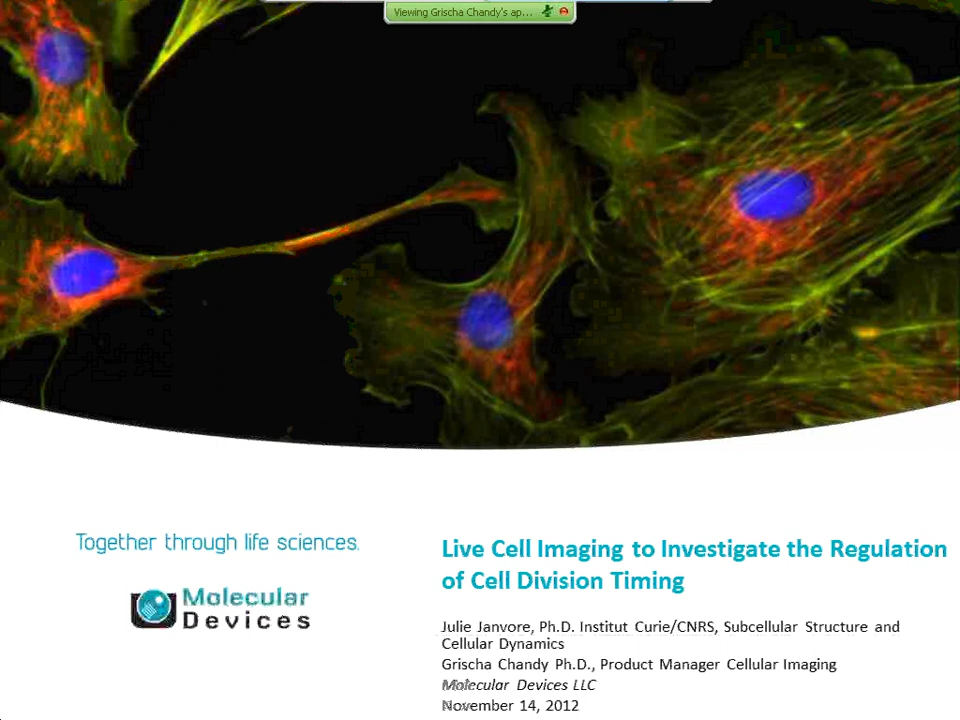 Viewing Grischa Chandy's ap...
Together through life sciences.
Molecular
Devices
Live Cell Imaging to Investigate the Regulation
of Cell Division Timing
Julie Janvore, Ph.D. Institut Curie/CNRS, Subcellular Structure and
Cellular Dynamics
Grischa Chandy Ph.D., Product Manager Cellular Imaging
Molecular Devices LLC
November 14, 2012